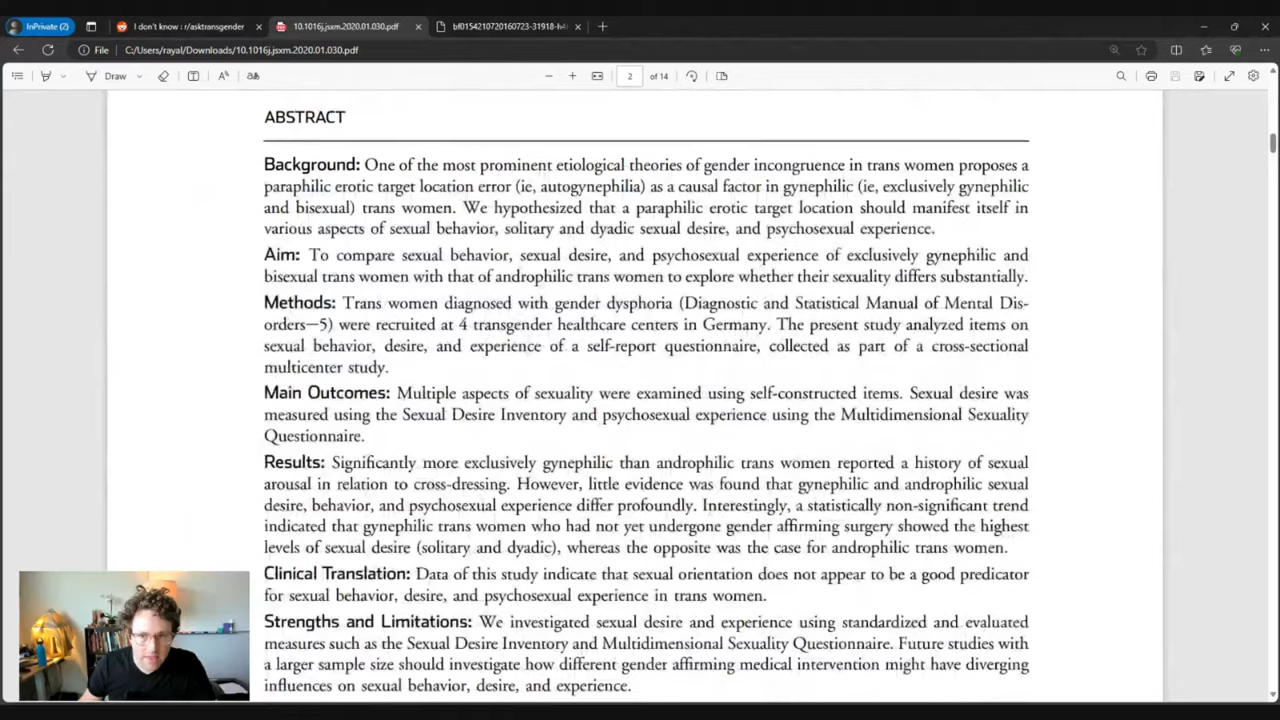 InPrivate (2)
I don't know : r/asktransgender
10.1016j.jsxm.2020.01.030.pdf
bf0154210720160723-31918-h4
File
C:/Users/rayal/Downloads/10.1016j.jsxm.2020.01.030.pdf
Draw
2 of 14
ABSTRACT
Background: One of the most prominent etiological theories of gender incongruence in trans women proposes a
paraphilic erotic target location error (ie, autogynephilia) as a causal factor in gynephilic (ie, exclusively gynephilic
and bisexual) trans women. We hypothesized that a paraphilic erotic target location should manifest itself in
various aspects of sexual behavior, solitary and dyadic sexual desire, and psychosexual experience.
Aim: To compare sexual behavior, sexual desire, and psychosexual experience of exclusively gynephilic and
bisexual trans women with that of androphilic trans women to explore whether their sexuality differs substantially.
Methods: Trans women diagnosed with gender dysphoria (Diagnostic and Statistical Manual of Mental Dis-
orders—5) were recruited at 4 transgender healthcare centers in Germany. The present study analyzed items on
sexual behavior, desire, and experience of a self-report questionnaire, collected as part of a cross-sectional
multicenter study.
Main Outcomes: Multiple aspects of sexuality were examined using self-constructed items. Sexual desire was
measured using the Sexual Desire Inventory and psychosexual experience using the Multidimensional Sexuality
Questionnaire.
Results: Significantly more exclusively gynephilic than androphilic trans women reported a history of sexual
arousal in relation to cross-dressing. However, little evidence was found that gynephilic and androphilic sexual
desire, behavior, and psychosexual experience differ profoundly. Interestingly, a statistically non-significant trend
indicated that gynephilic trans women who had not yet undergone gender affirming surgery showed the highest
levels of sexual desire (solitary and dyadic), whereas the opposite was the case for androphilic trans women.
Clinical Translation: Data of this study indicate that sexual orientation does not appear to be a good predicator
for sexual behavior, desire, and psychosexual experience in trans women.
Strengths and Limitations: We investigated sexual desire and experience using standardized and evaluated
measures such as the Sexual Desire Inventory and Multidimensional Sexuality Questionnaire. Future studies with
a larger sample size should investigate how different gender affirming medical intervention might have diverging
influences on sexual behavior, desire, and experience.